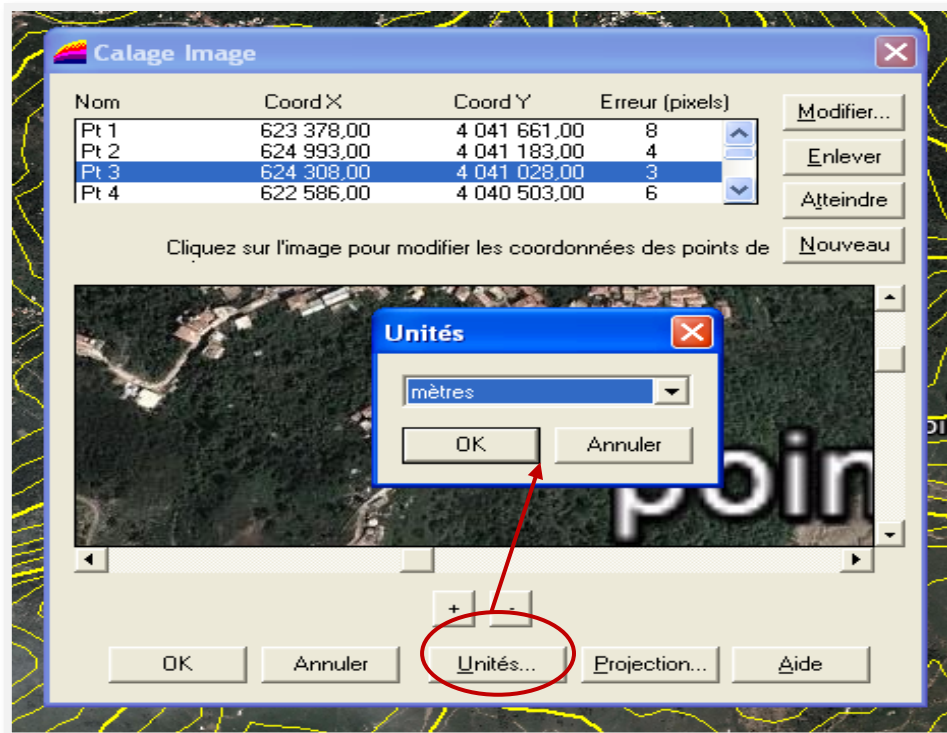 Calage Image
Nom Coord X Coord Y Erreur (pixels)
Pt 1 623 378,00 4 041 661,00 8
Pt 2 624 993,00 4 041 183,00 4
Pt 3 624 308,00 4 041 028,00 3
Pt 4 622 586,00 4 040 503,00 6
Modifier...
Enlever
Atteindre
Nouveau
Cliquez sur l'image pour modifier les coordonnées des points de
Unités
mètres
OK Annuler
poin
+ -
OK Annuler Unités... Projection... Aide